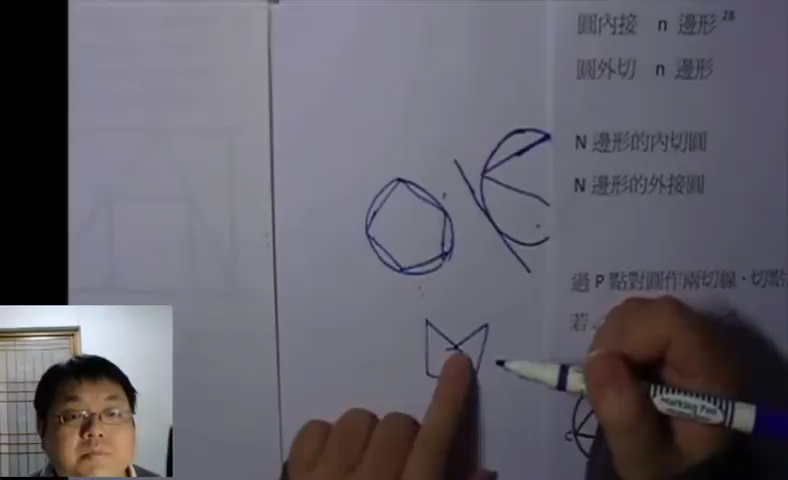 圓內接 n 邊形 28
圓外切 n 邊形
N 邊形的內切圓
N 邊形的外接圓
過 P 點對圓作兩切線，切點
若
Marking Pen
C